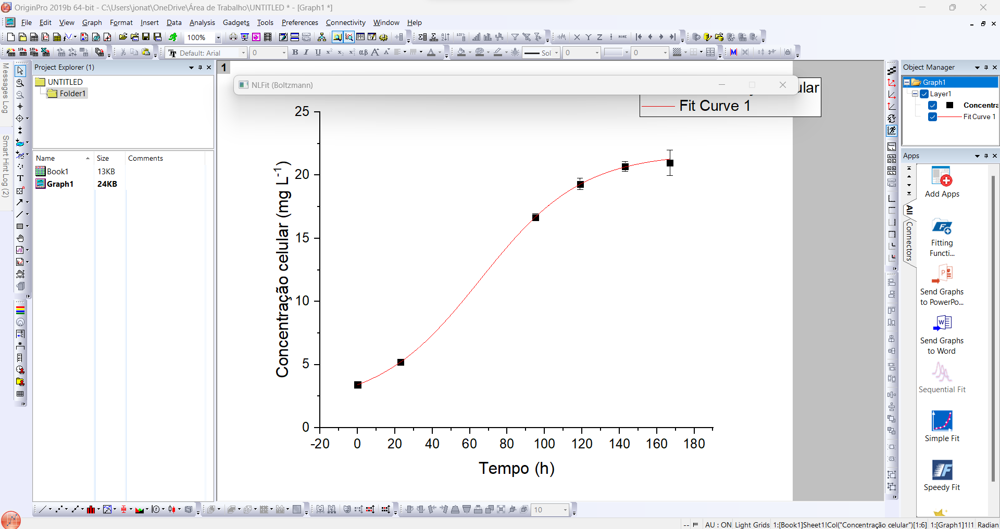 OriginPro 2019b 64-bit - C:\Users\jonat\OneDrive\Área de Trabalho\UNTITLED * - [Graph1 *]
File Edit View Graph Format Insert Data Analysis Gadgets Tools Preferences Connectivity Window Help
100%
Default: Arial 0 B I U αβ Sol 0 0
Messages Log
Smart Hint Log (2)
Project Explorer (1)
UNTITLED
Folder1
Name Size Comments
Book1 13KB
Graph1 24KB
1
NLFit (Boltzmann)
ular
Fit Curve 1
Concentração celular (mg L-1)
25
20
15
10
5
0
-20 0 20 40 60 80 100 120 140 160 180
Tempo (h)
Object Manager
Graph1
Layer1
Concentra
Fit Curve 1
Apps
All
Connectors
Add Apps
Fitting
Functi...
Send Graphs
to PowerPo...
Send Graphs
to Word
Sequential Fit
Simple Fit
Speedy Fit
10
-- AU : ON Light Grids 1:[Book1]Sheet1!Col("Concentração celular")[1:6] 1:[Graph1]1!1 Radian